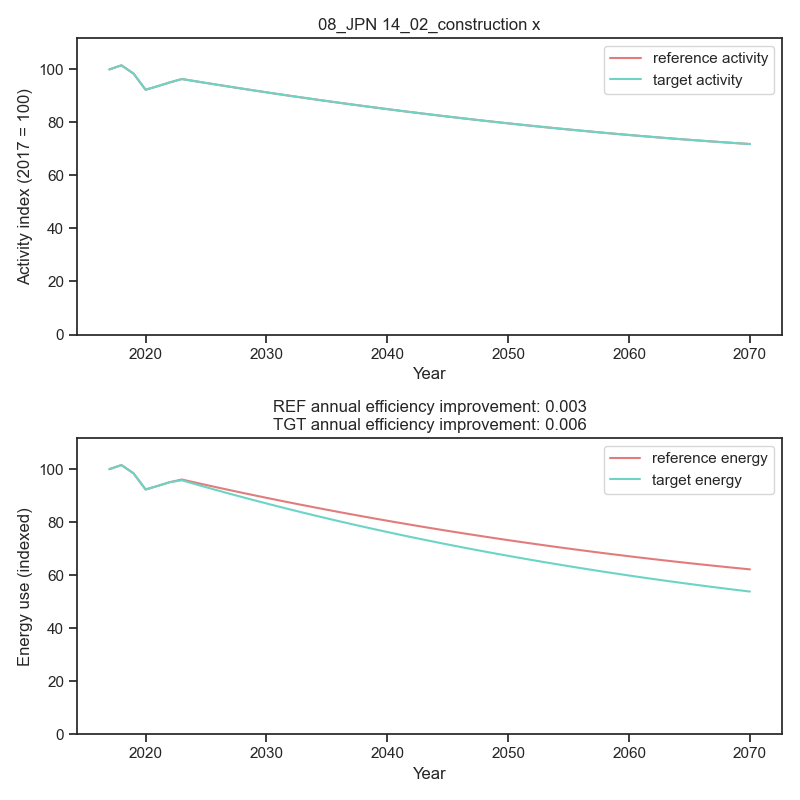 08_JPN 14_02_construction x
reference activity
target activity
100
80
60
40
20
0
Activity index (2017 = 100)
2020 2030 2040 2050 2060 2070
Year
REF annual efficiency improvement: 0.003
TGT annual efficiency improvement: 0.006
reference energy
target energy
100
80
60
40
20
0
Energy use (indexed)
2020 2030 2040 2050 2060 2070
Year